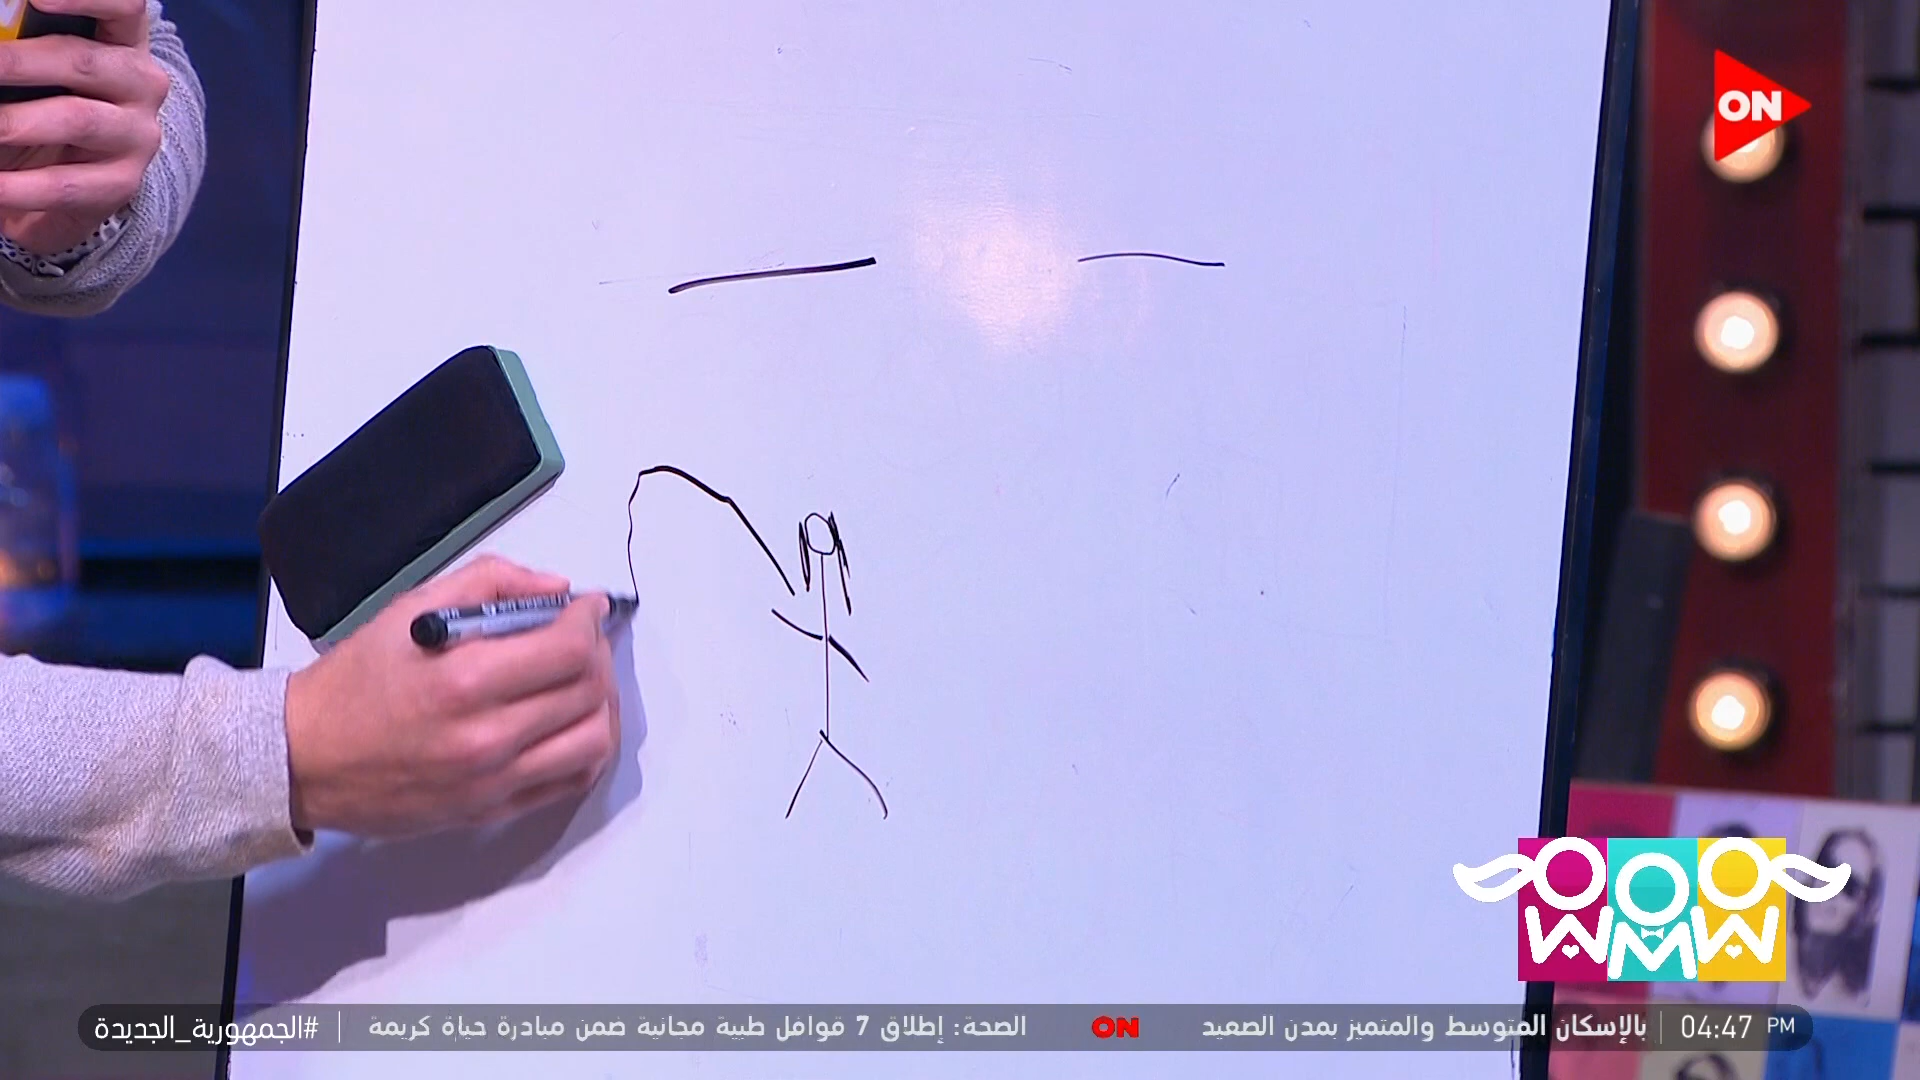 ON
WMW
#الجمهورية_الجديدة
الصحة: إطلاق 7 قوافل طبية مجانية ضمن مبادرة حياة كريمة
ON
بالإسكان المتوسط والمتميز بمدن الصعيد
04:47 PM